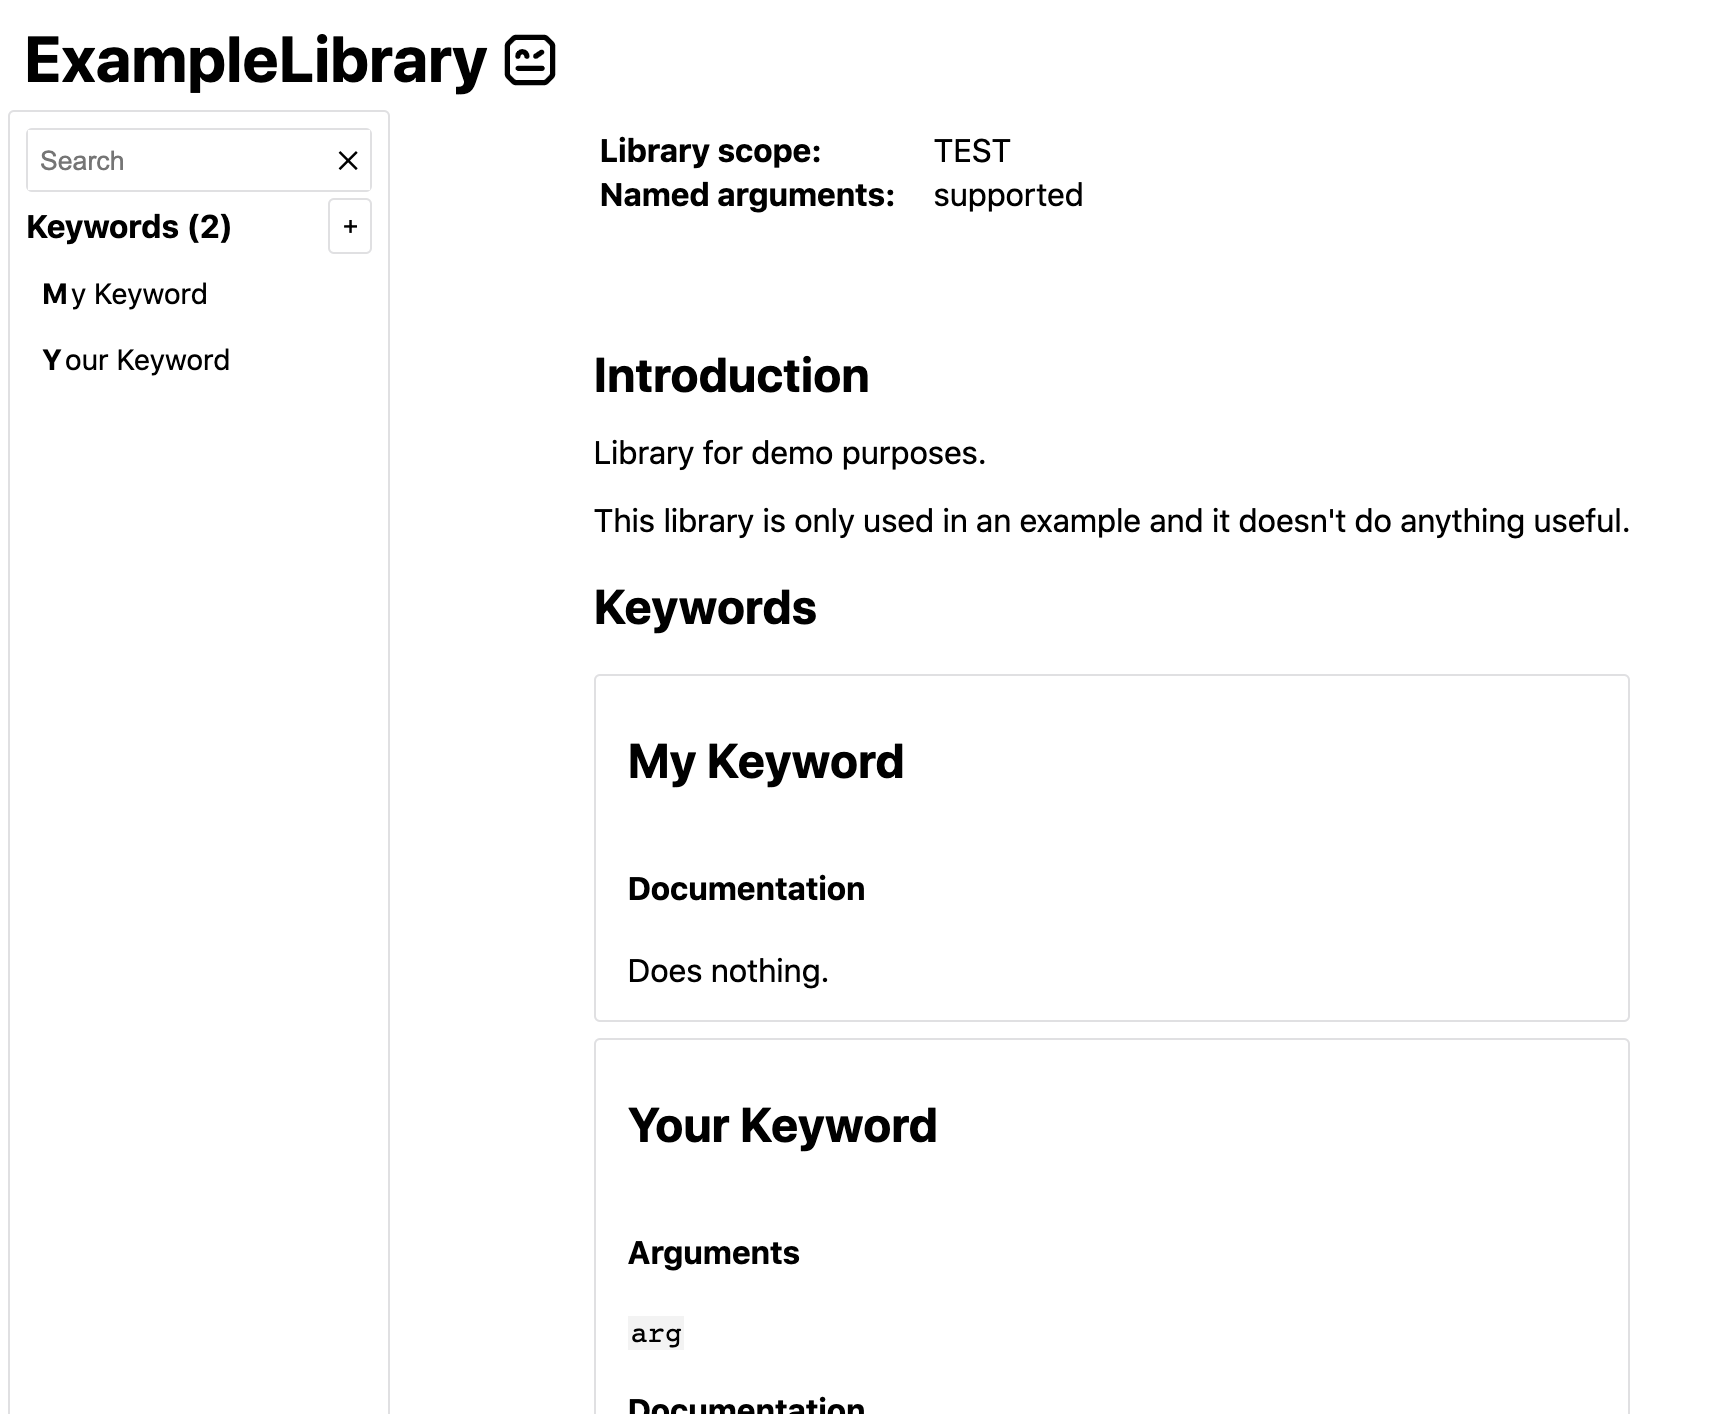 ExampleLibrary
Search
Keywords (2)
+
My Keyword
Your Keyword
Library scope: TEST
Named arguments: supported
Introduction
Library for demo purposes.
This library is only used in an example and it doesn't do anything useful.
Keywords
My Keyword
Documentation
Does nothing.
Your Keyword
Arguments
arg
Documentation